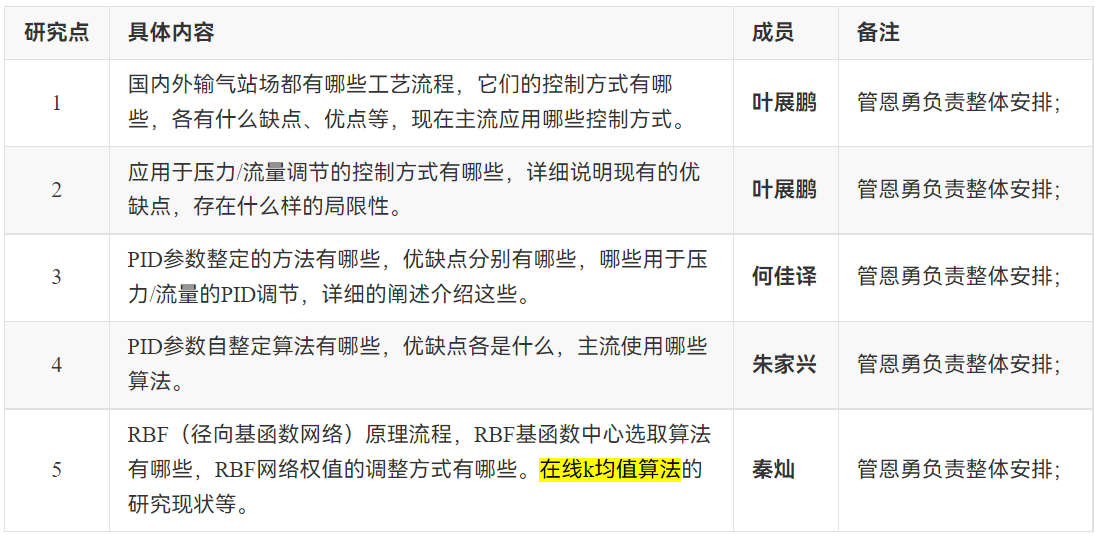 研究点 具体内容 成员 备注
国内外输气站场都有哪些工艺流程，它们的控制方式有哪
1 些，各有什么缺点、优点等，现在主流应用哪些控制方式。 叶展鹏 管恩勇负责整体安排；
应用于压力/流量调节的控制方式有哪些，详细说明现有的优
2 缺点，存在什么样的局限性。 叶展鹏 管恩勇负责整体安排；
PID参数整定的方法有哪些，优缺点分别有哪些，哪些用于压
3 力/流量的PID调节，详细的阐述介绍这些。 何佳译 管恩勇负责整体安排；
PID参数自整定算法有哪些，优缺点各是什么，主流使用哪些
4 算法。 朱家兴 管恩勇负责整体安排；
RBF（径向基函数网络）原理流程，RBF基函数中心选取算法
5 有哪些，RBF网络权值的调整方式有哪些。在线k均值算法的 秦灿 管恩勇负责整体安排；
研究现状等。